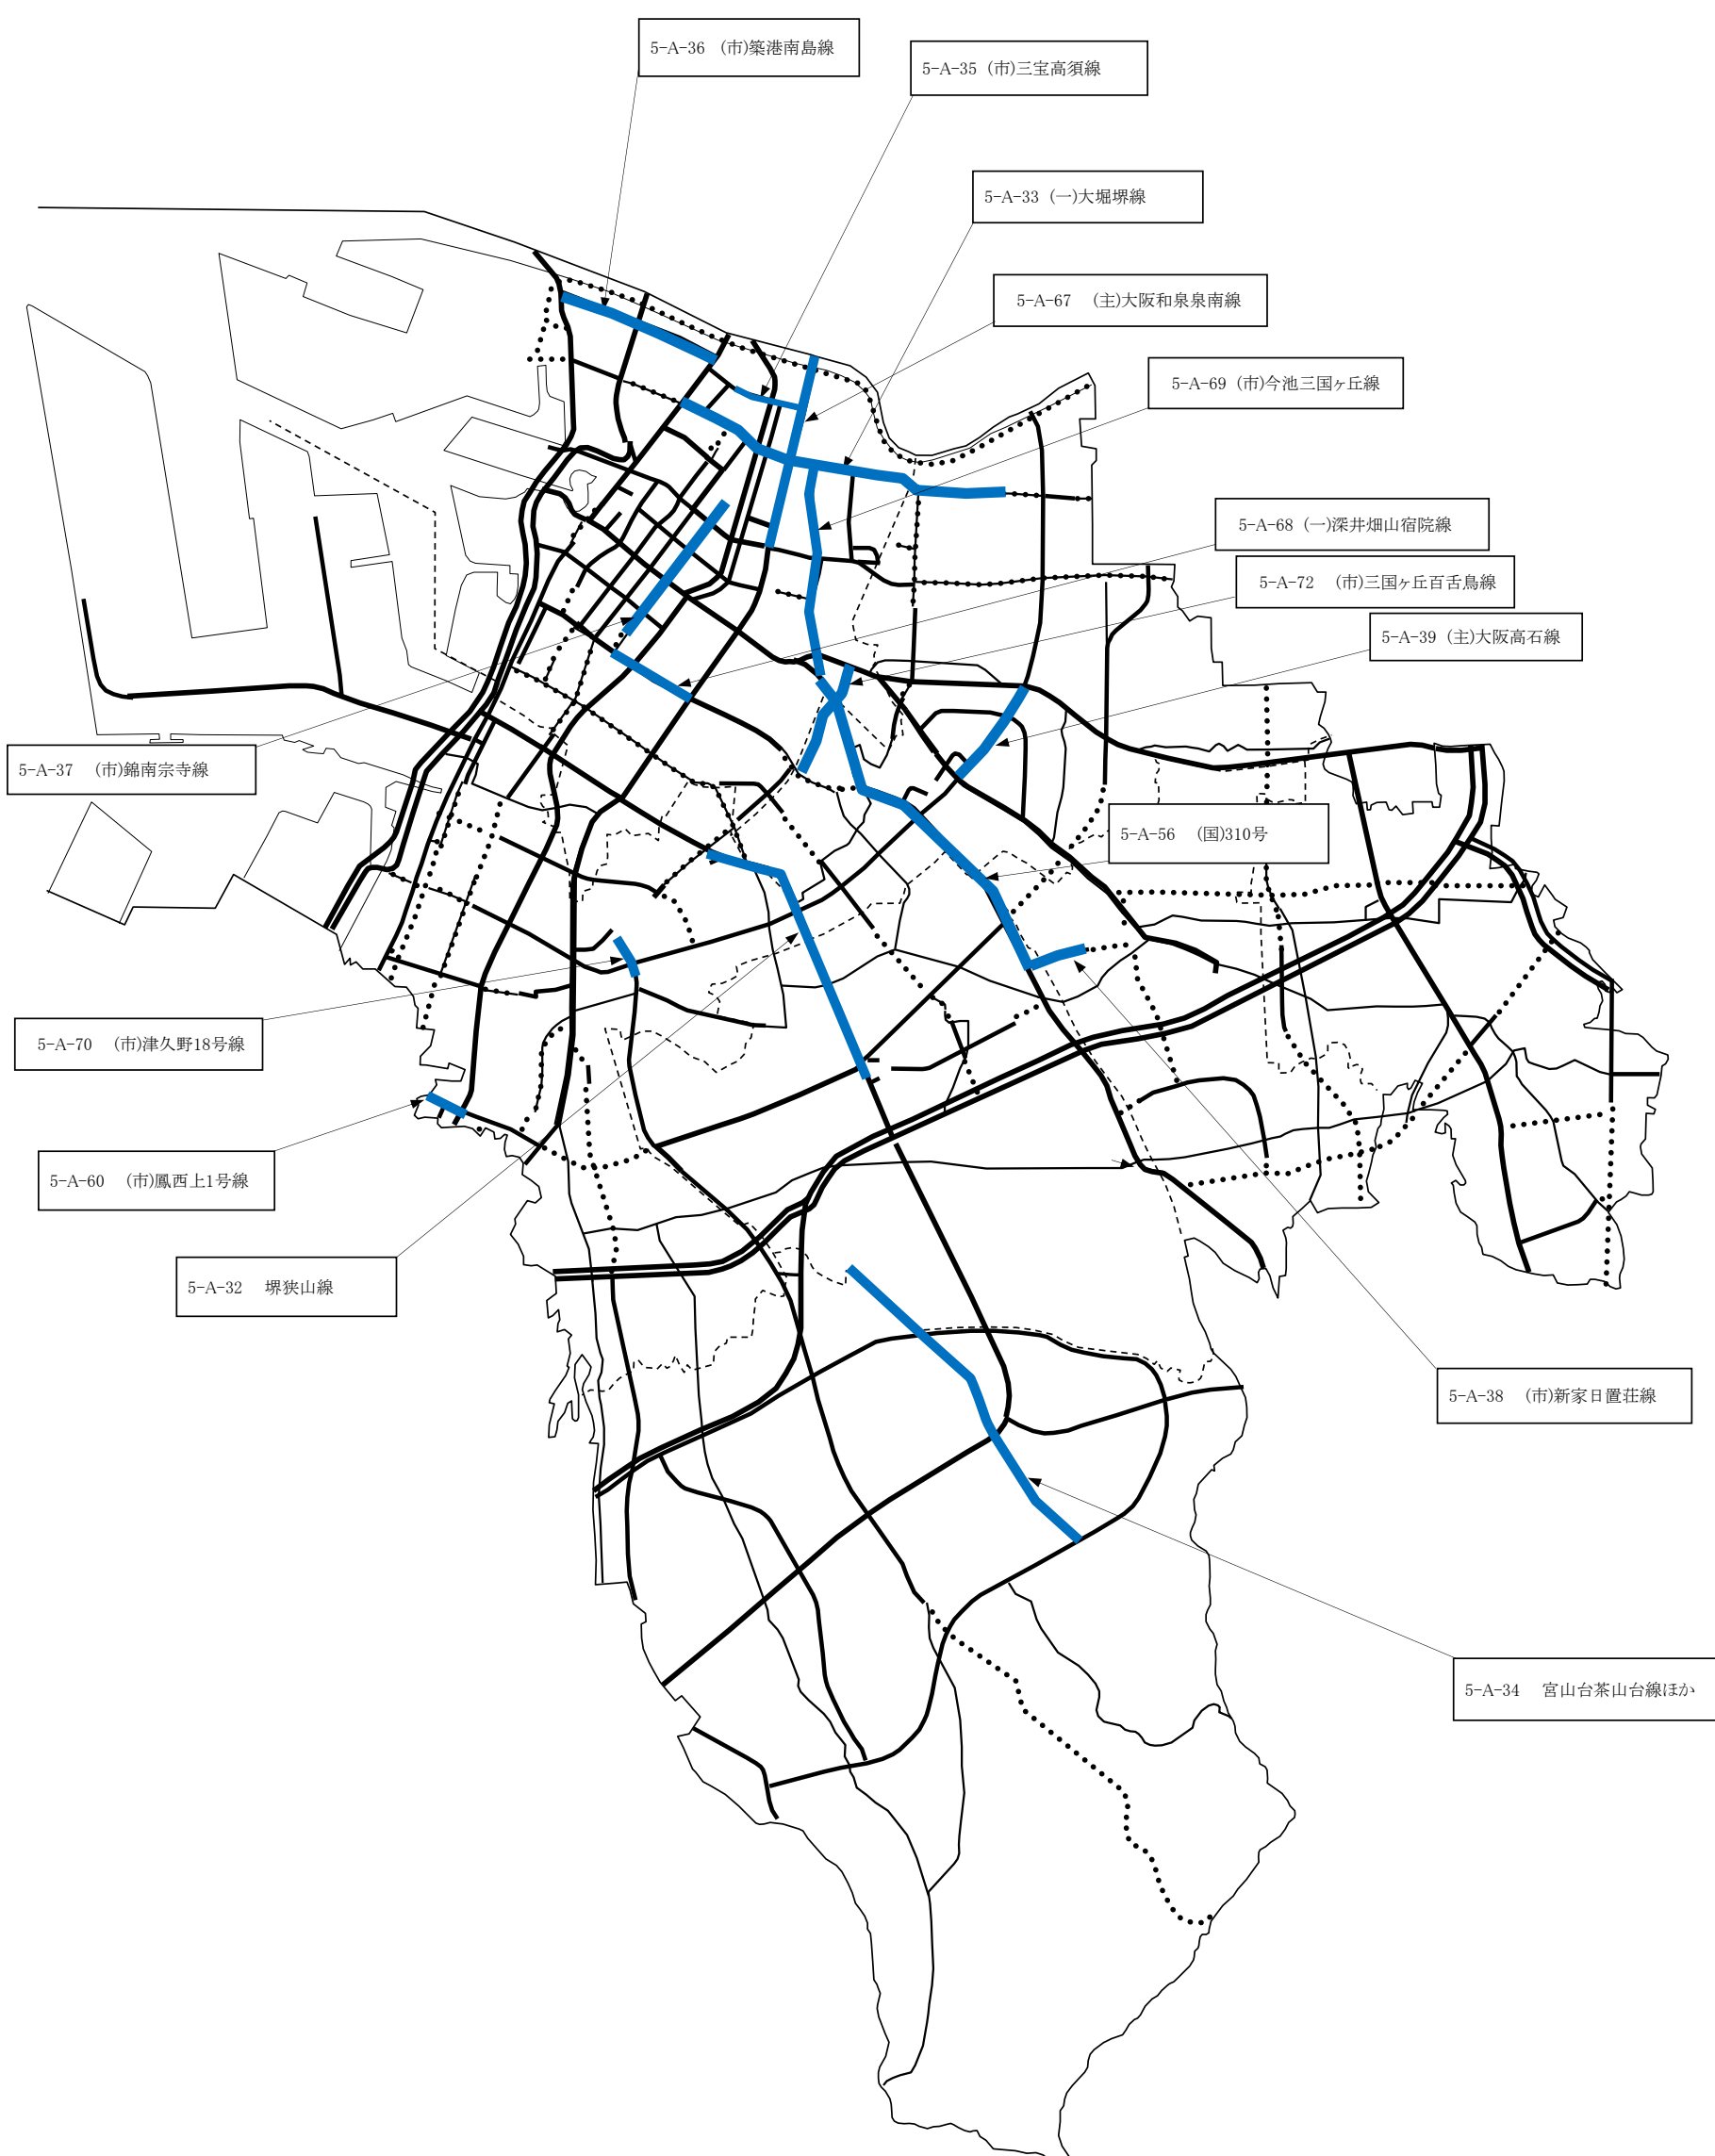 5-A-36 (市)築港南島線
5-A-35 (市)三宝高須線
5-A-33 (一)大堀堺線
5-A-67 (主)大阪和泉泉南線
5-A-69 (市)今池三国ヶ丘線
5-A-68 (一)深井畑山宿院線
5-A-72 (市)三国ヶ丘百舌鳥線
5-A-39 (主)大阪高石線
5-A-37 (市)錦南宗寺線
5-A-56 (国)310号
5-A-70 (市)津久野18号線
5-A-60 (市)鳳西上1号線
5-A-32 堺狭山線
5-A-38 (市)新家日置荘線
5-A-34 宮山台茶山台線ほか